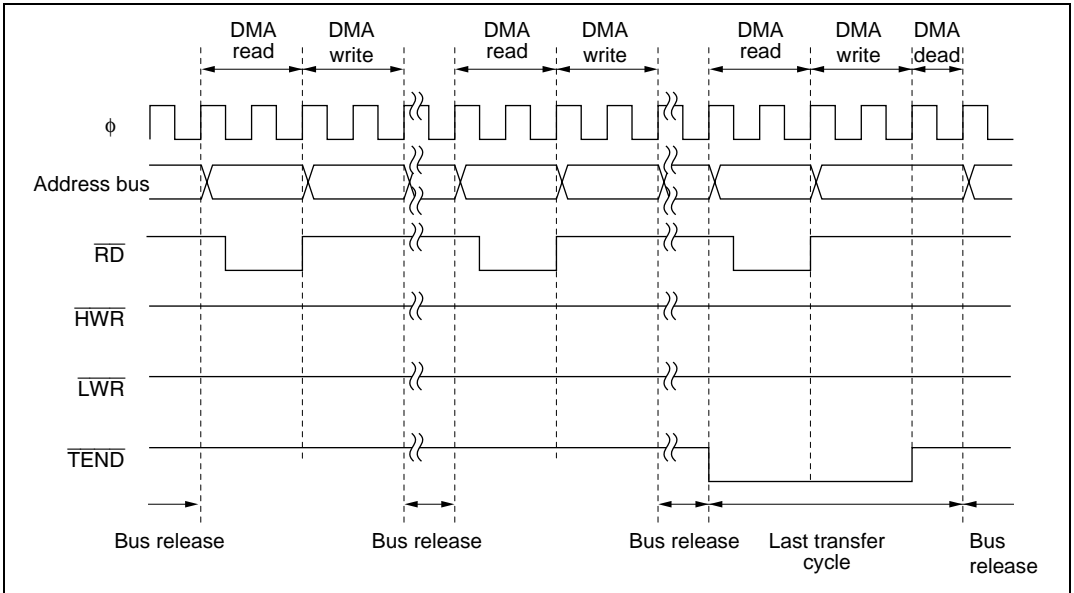 DMA read
DMA write
DMA read
DMA write
DMA read
DMA write
DMA dead
φ
Address bus
RD
HWR
LWR
TEND
Bus release
Bus release
Bus release
Last transfer cycle
Bus release